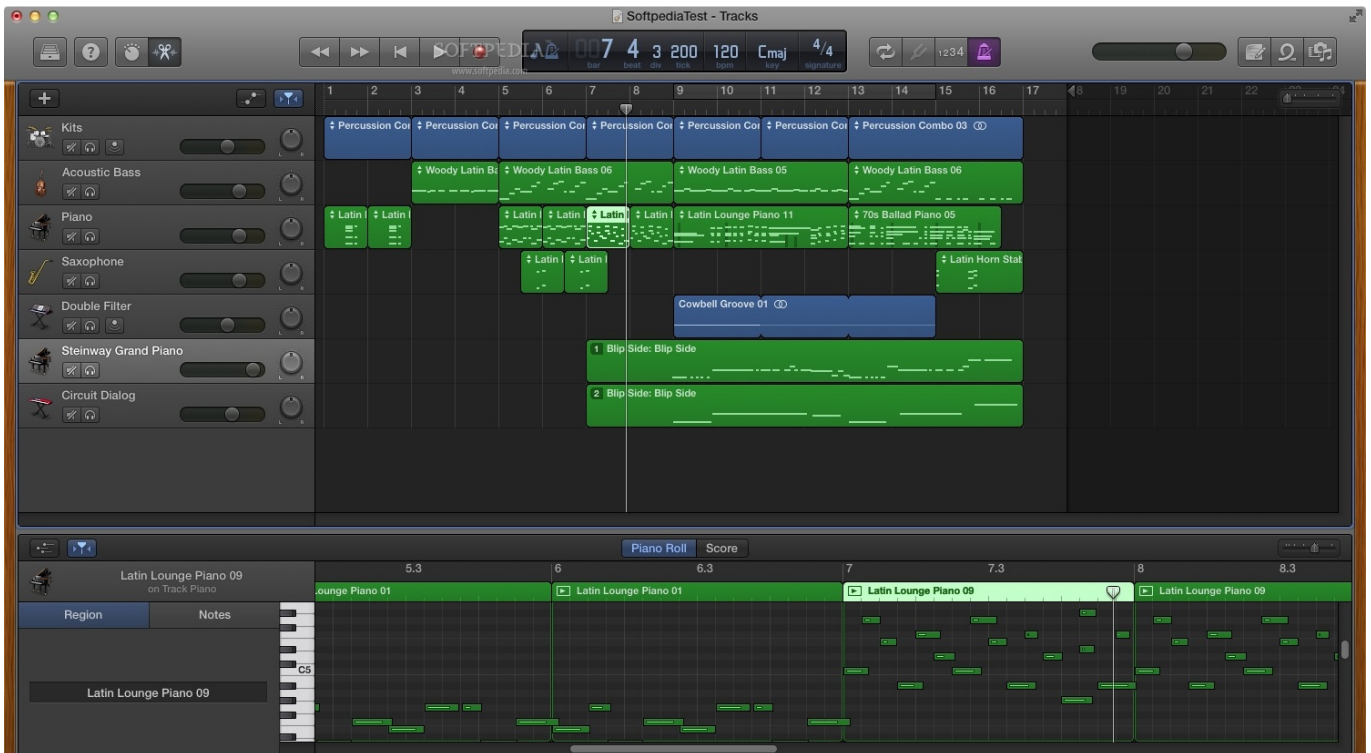 SoftpediaTest - Tracks
SOFTPEDIA
www.softpedia.com
007 4 3 200 120 Cmaj 4/4
bar beat div tick bpm key signature
1234
1 2 3 4 5 6 7 8 9 10 11 12 13 14 15 16 17 18 19 20 21 22
Kits
L R
Percussion Cor Percussion Cor Percussion Cor Percussion Cor Percussion Cor Percussion Cor Percussion Combo 03
Acoustic Bass
L R
Woody Latin Ba Woody Latin Bass 06 Woody Latin Bass 05 Woody Latin Bass 06
Piano
L R
Latin Latin Latin Latin Latin Latin Latin Lounge Piano 11 70s Ballad Piano 05
Saxophone
L R
Latin Latin Latin Horn Stab
Double Filter
L R
Cowbell Groove 01
Steinway Grand Piano
L R
1 Blip Side: Blip Side
Circuit Dialog
L R
2 Blip Side: Blip Side
Piano Roll Score
Latin Lounge Piano 09
on Track Piano
5.3 6 6.3 7 7.3 8 8.3
.ounge Piano 01 Latin Lounge Piano 01 Latin Lounge Piano 09 Latin Lounge Piano 09
Region Notes
C5
Latin Lounge Piano 09